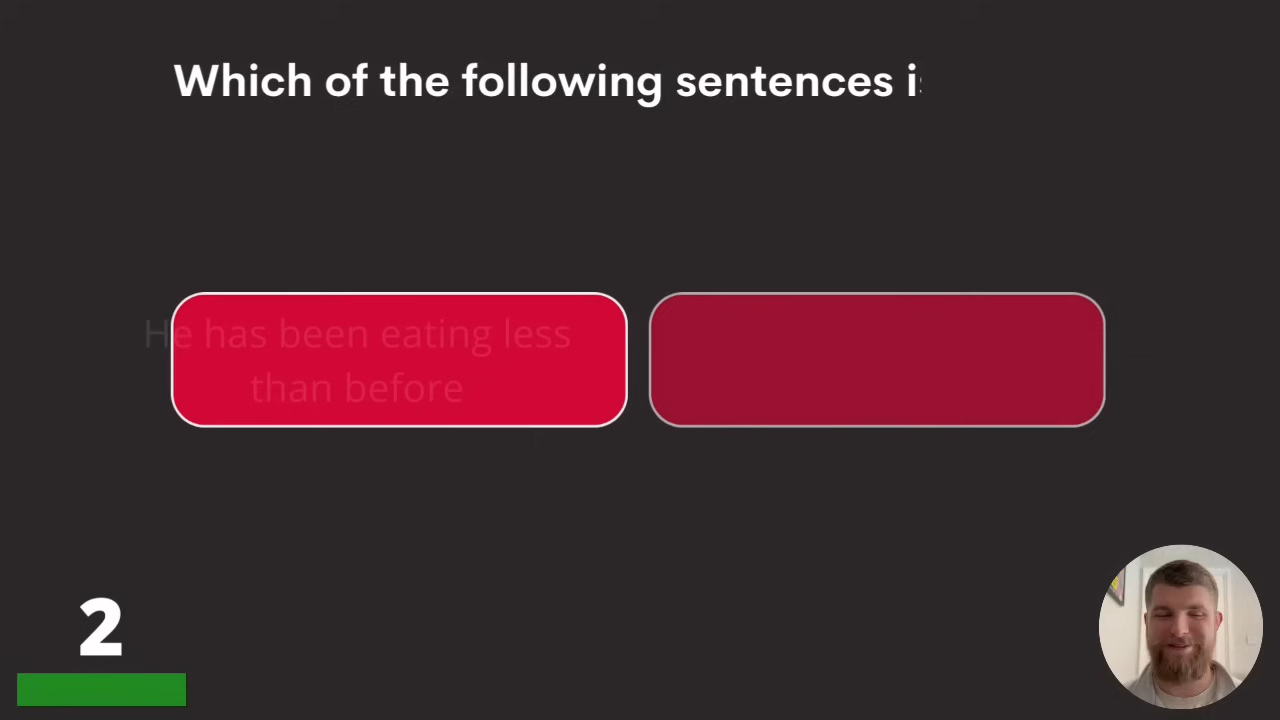 Which of the following sentences i
He has been eating less
than before
2